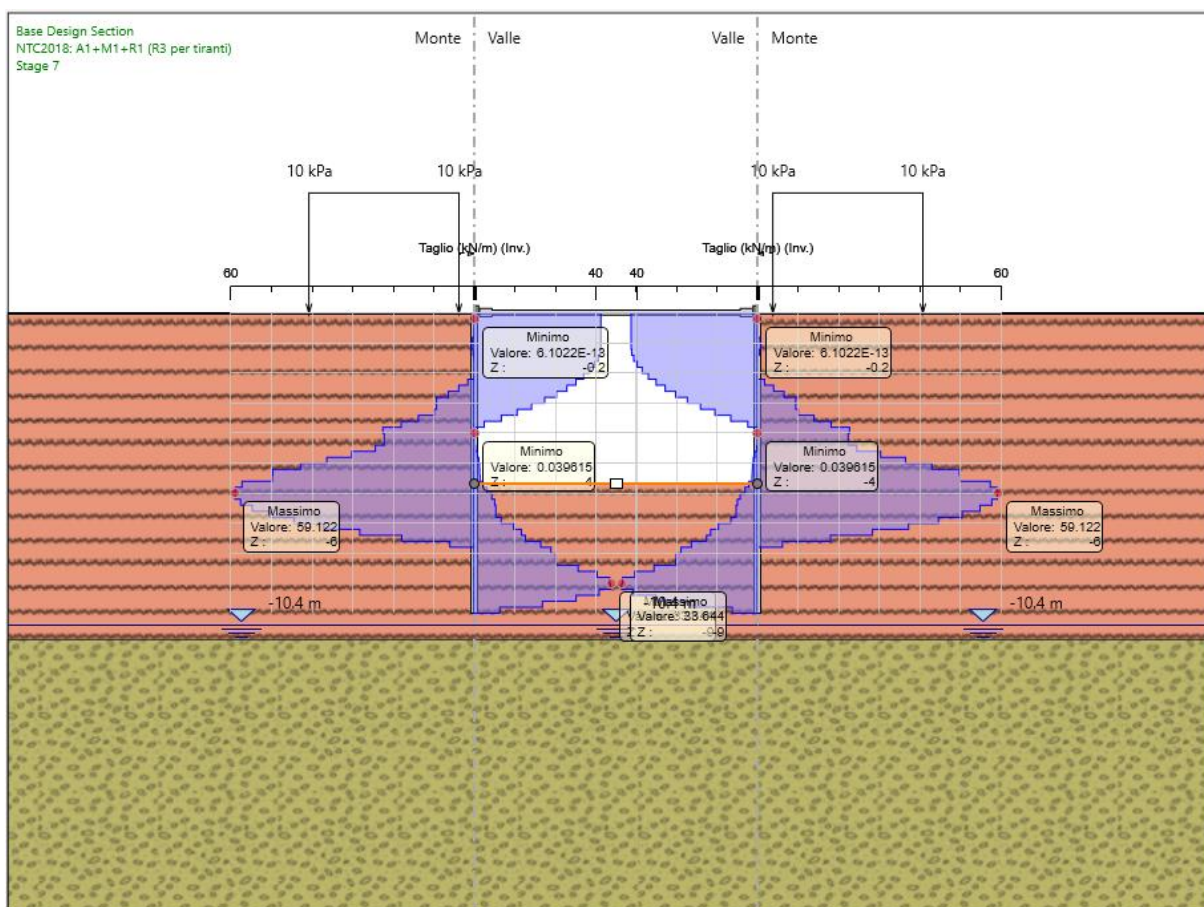 Base Design Section
NTC2018: A1+M1+R1 (R3 per tiranti)
Stage 7
Monte
Valle
Valle
Monte
10 kPa
10 kPa
10 kPa
10 kPa
Taglio (kN/m) (Inv.)
Taglio (kN/m) (Inv.)
60
40
40
60
Minimo
Valore: 6.1022E-13
Z : -0.2
Minimo
Valore: 6.1022E-13
Z : -0.2
Minimo
Valore: 0.039615
Z : -4
Minimo
Valore: 0.039615
Z : -4
Massimo
Valore: 59.122
Z : -6
Massimo
Valore: 59.122
Z : -6
-10.4 m
-10.4 m
Massimo
Valore: 33.644
Z : -9
-10.4 m